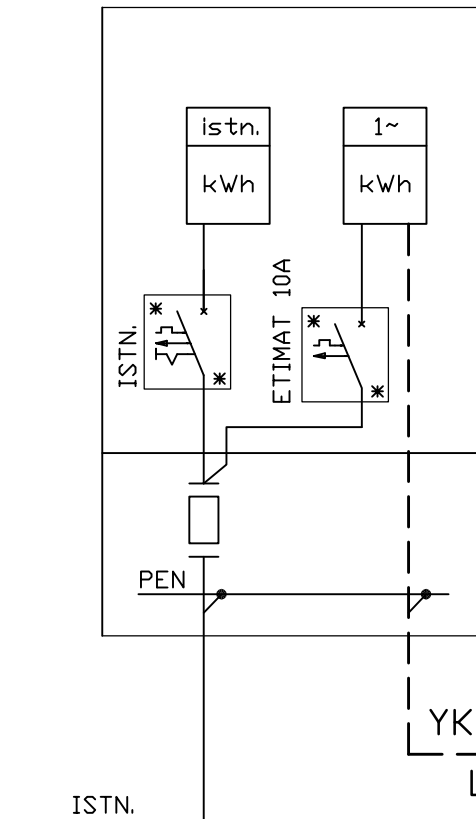 istn.
kWh
1~
kWh
ISTN.
ETIMAT 10A
PEN
YK
L
ISTN.